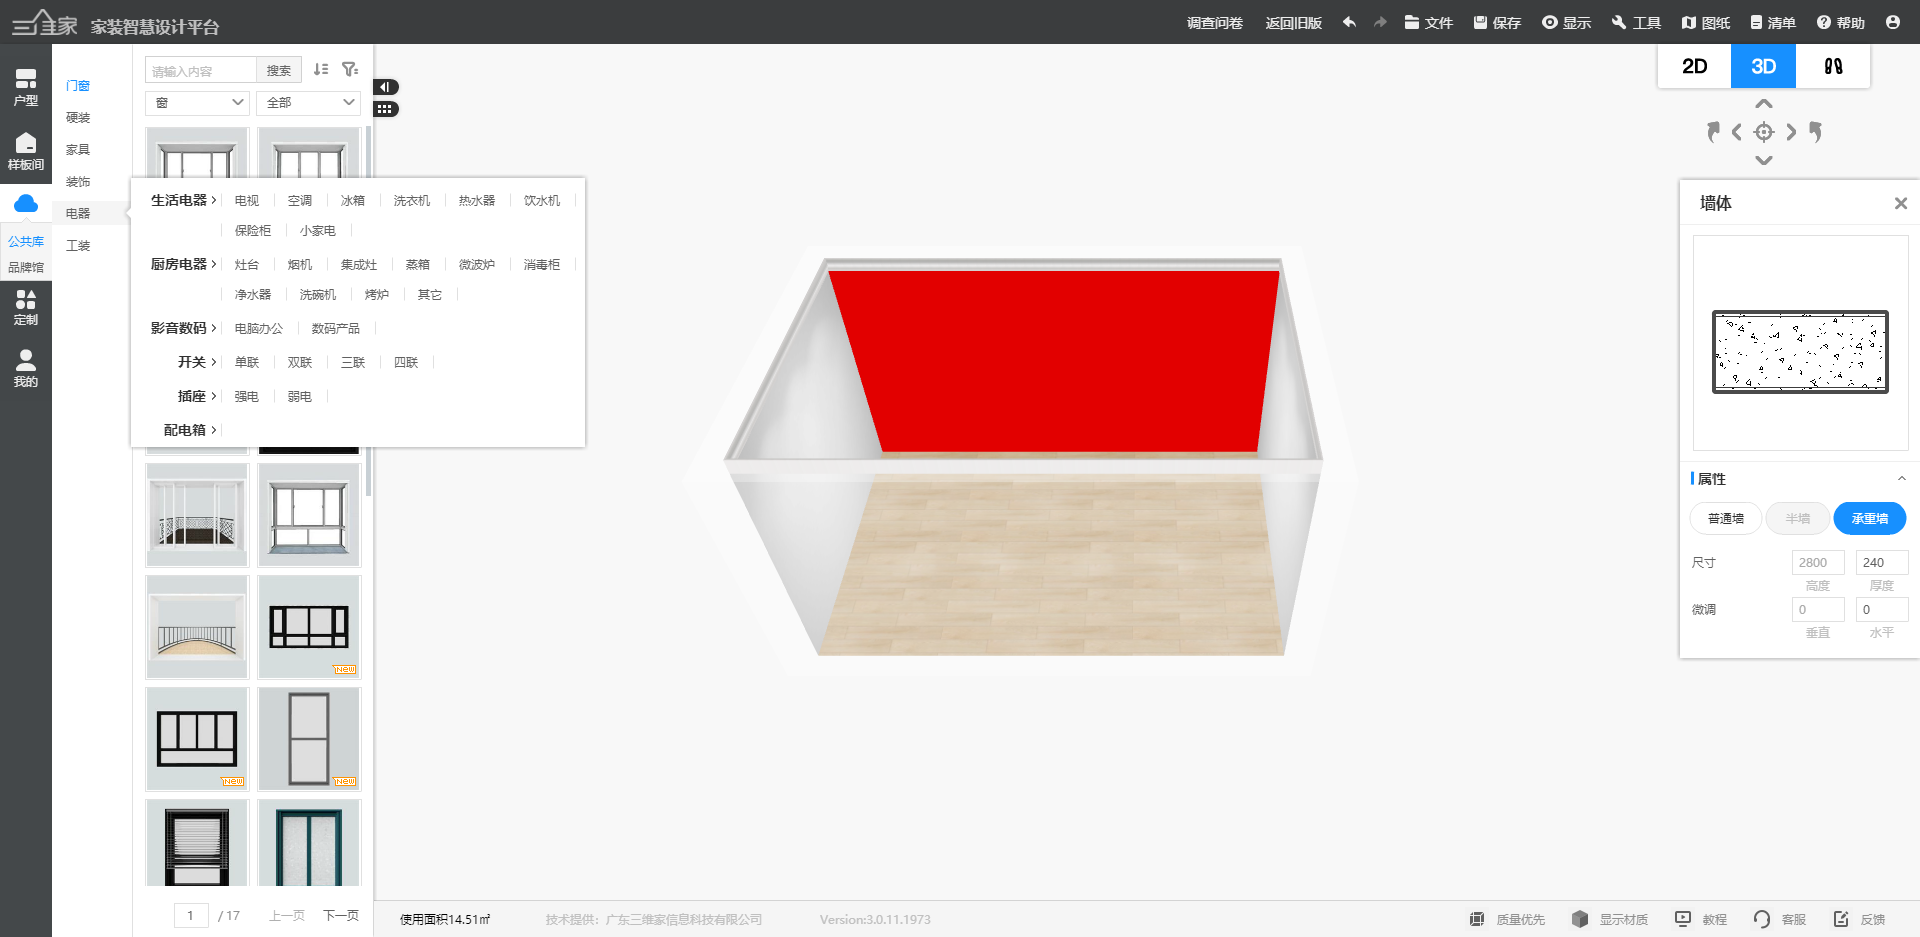 三维家 家装智慧设计平台
调查问卷 返回旧版 文件 保存 显示 工具 图纸 清单 帮助
户型
样板间
公共库
品牌馆
定制
我的
门窗
硬装
家具
装饰
电器
工装
请输入内容 搜索
窗 全部
生活电器 电视 空调 冰箱 洗衣机 热水器 饮水机
保险柜 小家电
厨房电器 灶台 烟机 集成灶 蒸箱 微波炉 消毒柜
净水器 洗碗机 烤炉 其它
影音数码 电脑办公 数码产品
开关 单联 双联 三联 四联
插座 强电 弱电
配电箱
NEW
NEW NEW
1 / 17 上一页 下一页
2D 3D
墙体
属性
普通墙 半墙 承重墙
尺寸 2800 240
高度 厚度
微调 0 0
垂直 水平
使用面积14.51㎡ 技术提供：广东三维家信息科技有限公司 Version:3.0.11.1973
质量优先 显示材质 教程 客服 反馈